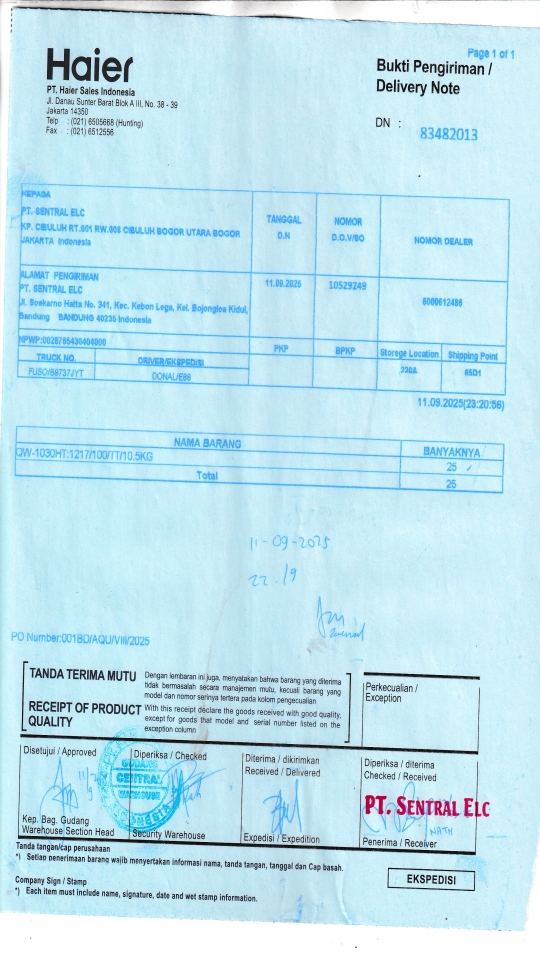 Page 1 of 1
Haier
Bukti Pengiriman /
Delivery Note
PT. Haier Sales Indonesia
Jl. Danau Sunter Barat Blok A III, No. 38 - 39
Jakarta 14350
Telp : (021) 6505668 (Hunting)
Fax : (021) 6512556
DN : 83482013
KEPADA
PT. SENTRAL ELC
KP. CIBULUH RT.001 RW.008 CIBULUH BOGOR UTARA BOGOR
JAKARTA Indonesia
TANGGAL
D.N
NOMOR
D.O.V/SO
NOMOR DEALER
ALAMAT PENGIRIMAN
PT. SENTRAL ELC
Jl. Soekarno Hatta No. 341, Kec. Kebon Lega, Kel. Bojongloa Kidul,
Bandung BANDUNG 40235 Indonesia
11.09.2025
10529249
8000012486
NPWP:0028765430404000
PKP
BPKP
Storege Location
Shipping Point
TRUCK NO.
DRIVER/EKSPEDISI
FUSO/B9737JYT
DONAL/E86
220A
65D1
11.09.2025(23:20:56)
NAMA BARANG
BANYAKNYA
QW-1030HT:1217/100/TT/10.5KG
25
Total
25
11-09-2025
22./9
PO Number:001BD/AQU/VIII/2025
TANDA TERIMA MUTU
Dengan lembaran ini juga, menyatakan bahwa barang yang diterima
tidak bermasalah secara manajemen mutu, kecuali barang yang
model dan nomor serinya tertera pada kolom pengecualian
RECEIPT OF PRODUCT
QUALITY
With this receipt declare the goods received with good quality,
except for goods that model and serial number listed on the
exception column
Perkecualian /
Exception
Disetujui / Approved
Diperiksa / Checked
Diterima / dikirimkan
Received / Delivered
Diperiksa / diterima
Checked / Received
GUDANG
CENTRAL
WAREHOUSE
INDONESIA
11/9
PT. SENTRAL ELC
Kep. Bag. Gudang
Warehouse Section Head
Security Warehouse
Expedisi / Expedition
Penerima / Receiver
Tanda tangan/cap perusahaan
*) Setiap penerimaan barang wajib menyertakan informasi nama, tanda tangan, tanggal dan Cap basah.
Company Sign / Stamp
*) Each item must include name, signature, date and wet stamp information.
EKSPEDISI